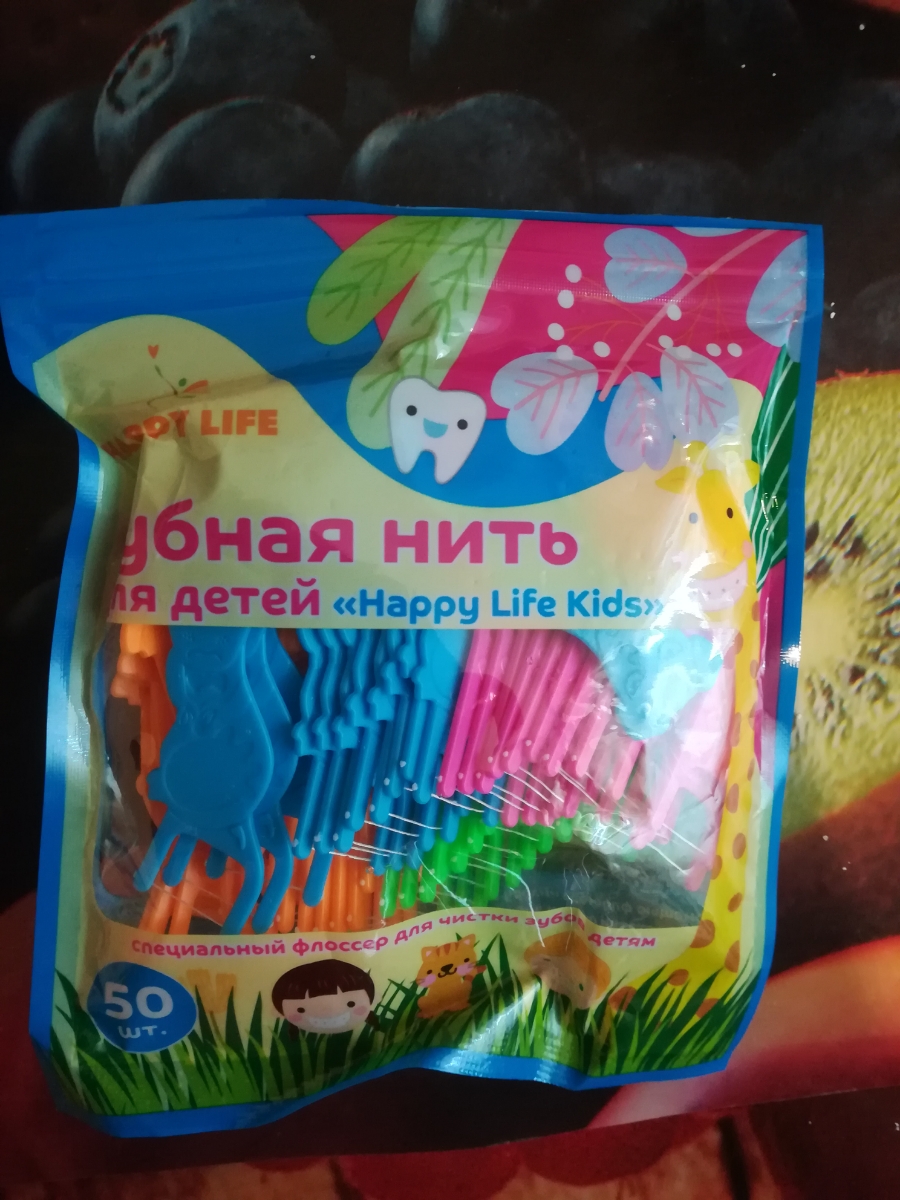 LIFE
убная нить
ля детей «Happy Life Kids»
специальный флоссер для чистки зубов детям
50
шт.